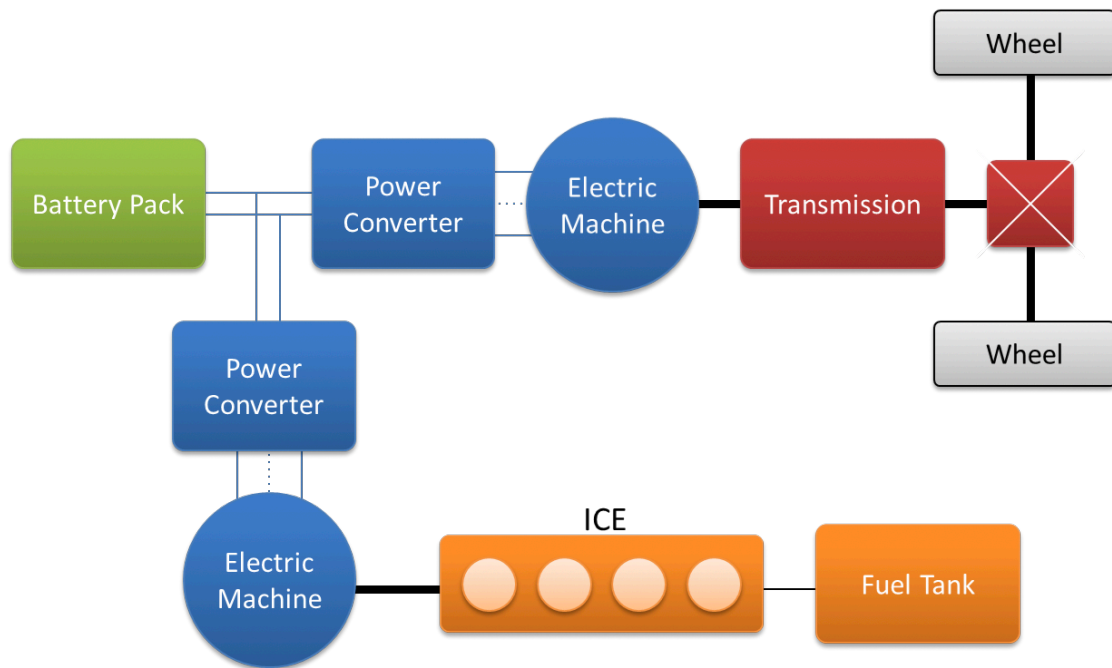 Wheel
Battery Pack
Power
Converter
Electric
Machine
Transmission
Wheel
Power
Converter
ICE
Electric
Machine
Fuel Tank